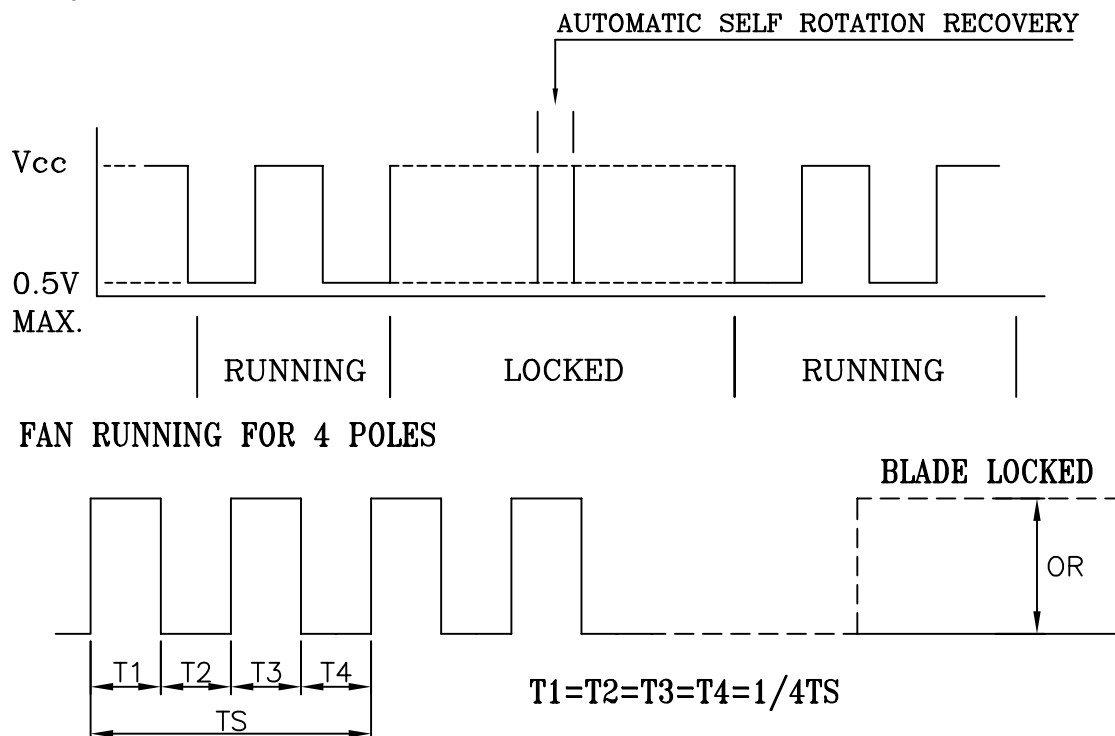 AUTOMATIC SELF ROTATION RECOVERY
Vcc
0.5V
MAX.
RUNNING
LOCKED
RUNNING
FAN RUNNING FOR 4 POLES
BLADE LOCKED
OR
T1 T2 T3 T4
TS
T1=T2=T3=T4=1/4TS